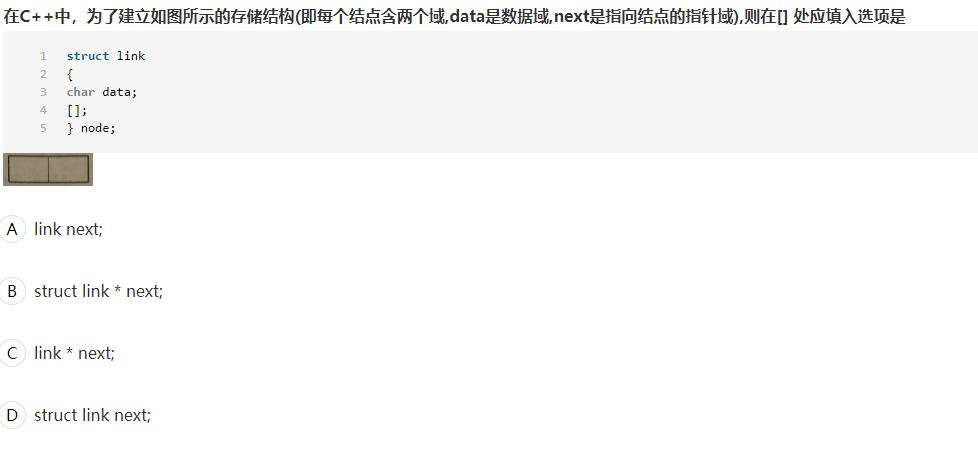 在C++中，为了建立如图所示的存储结构(即每个结点含两个域,data是数据域,next是指向结点的指针域),则在[] 处应填入选项是
1 struct link
2 {
3 char data;
4 [];
5 } node;
A link next;
B struct link * next;
C link * next;
D struct link next;